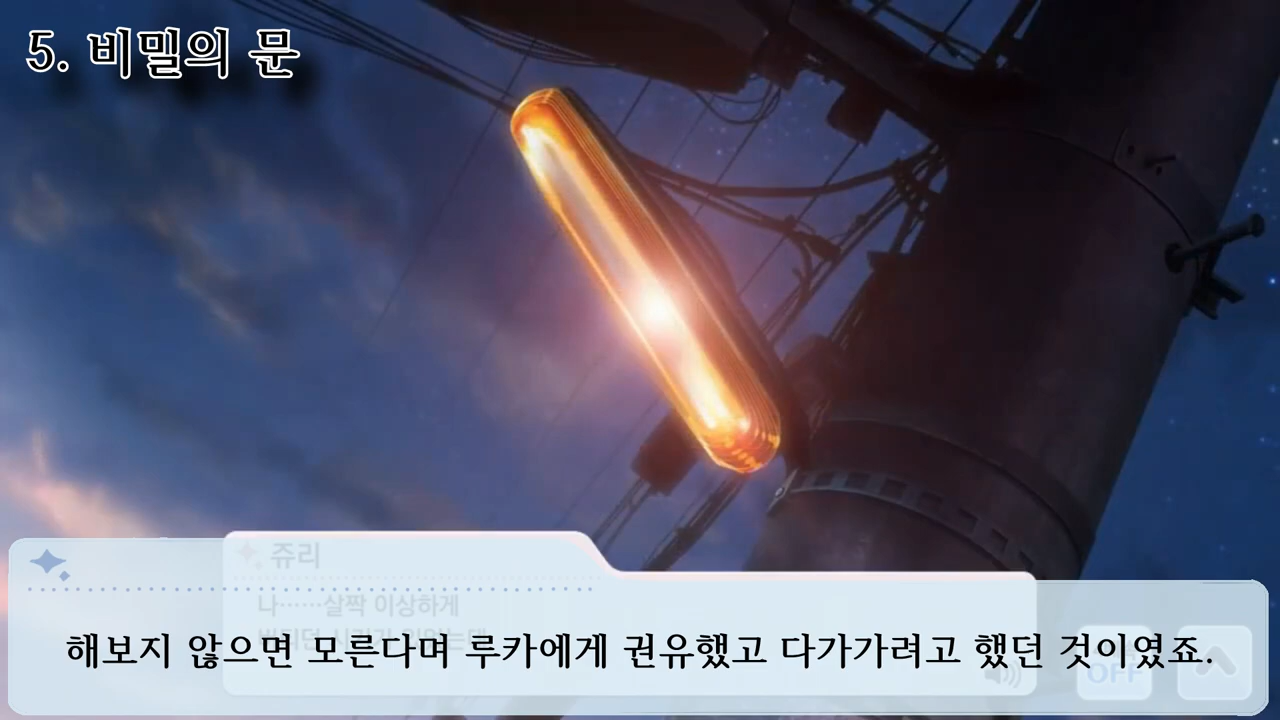 5. 비밀의 문
쥬리
나……살짝 이상하게
해보지 않으면 모른다며 루카에게 권유했고 다가가려고 했던 것이였죠.
OFF